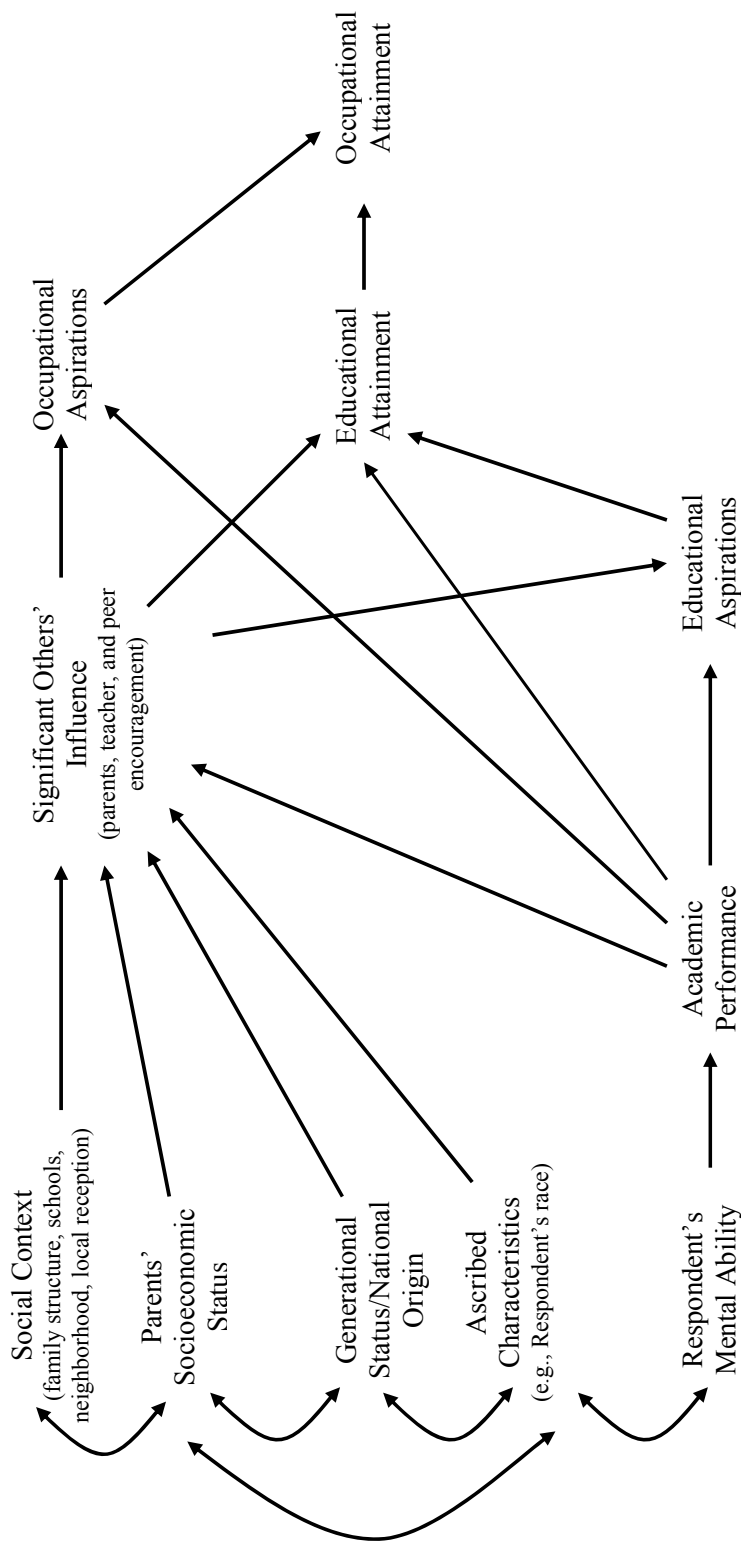 Social Context
(family structure, schools,
neighborhood, local reception)
Parents’
Socioeconomic
Status
Generational
Status/National
Origin
Ascribed
Characteristics
(e.g., Respondent’s race)
Respondent’s
Mental Ability
Academic
Performance
Significant Others’
Influence
(parents, teacher, and peer
encouragement)
Educational
Aspirations
Occupational
Aspirations
Educational
Attainment
Occupational
Attainment